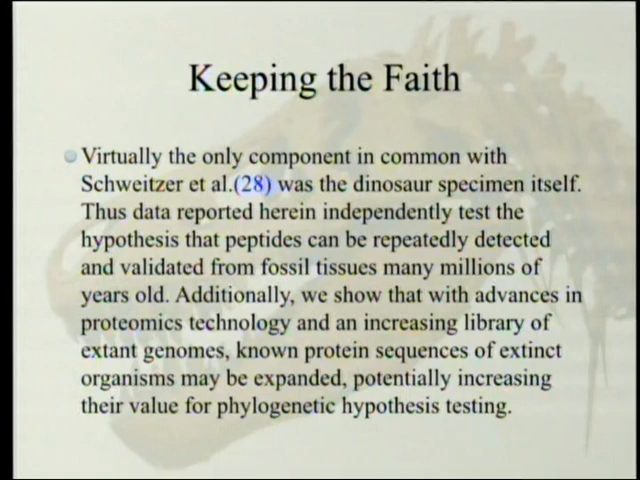 Keeping the Faith
Virtually the only component in common with
Schweitzer et al.(28) was the dinosaur specimen itself.
Thus data reported herein independently test the
hypothesis that peptides can be repeatedly detected
and validated from fossil tissues many millions of
years old. Additionally, we show that with advances in
proteomics technology and an increasing library of
extant genomes, known protein sequences of extinct
organisms may be expanded, potentially increasing
their value for phylogenetic hypothesis testing.